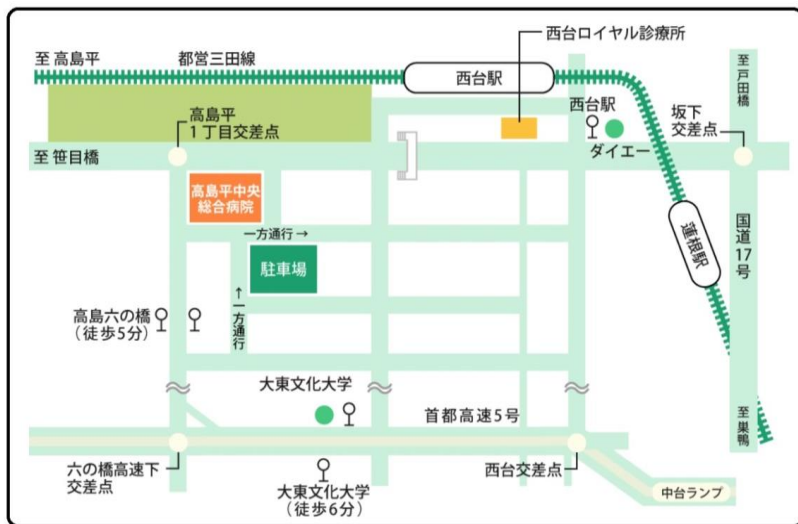 西台ロイヤル診療所
至 高島平
都営三田線
西台駅
西台駅
至戸田橋
高島平
1丁目交差点
坂下
交差点
ダイエー
至 笹目橋
高島平中央
総合病院
一方通行→
駐車場
蓮根駅
国道17号
←一方通行
高島六の橋
(徒歩5分)
大東文化大学
首都高速5号
至巣鴨
六の橋高速下
交差点
大東文化大学
(徒歩6分)
西台交差点
中台ランプ